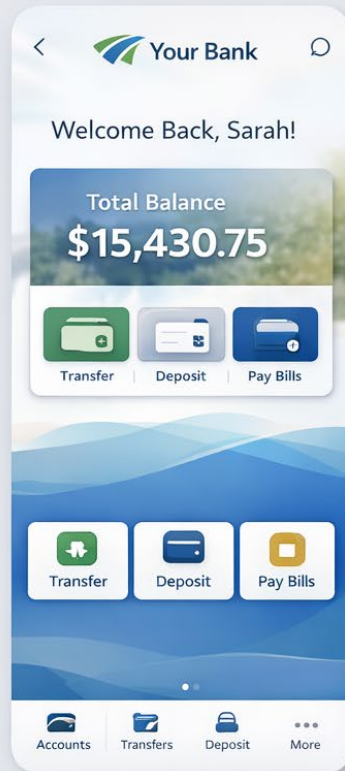 Your Bank
Welcome Back, Sarah!
Total Balance
$15,430.75
Transfer Deposit Pay Bills
Transfer Deposit Pay Bills
Accounts Transfers Deposit More